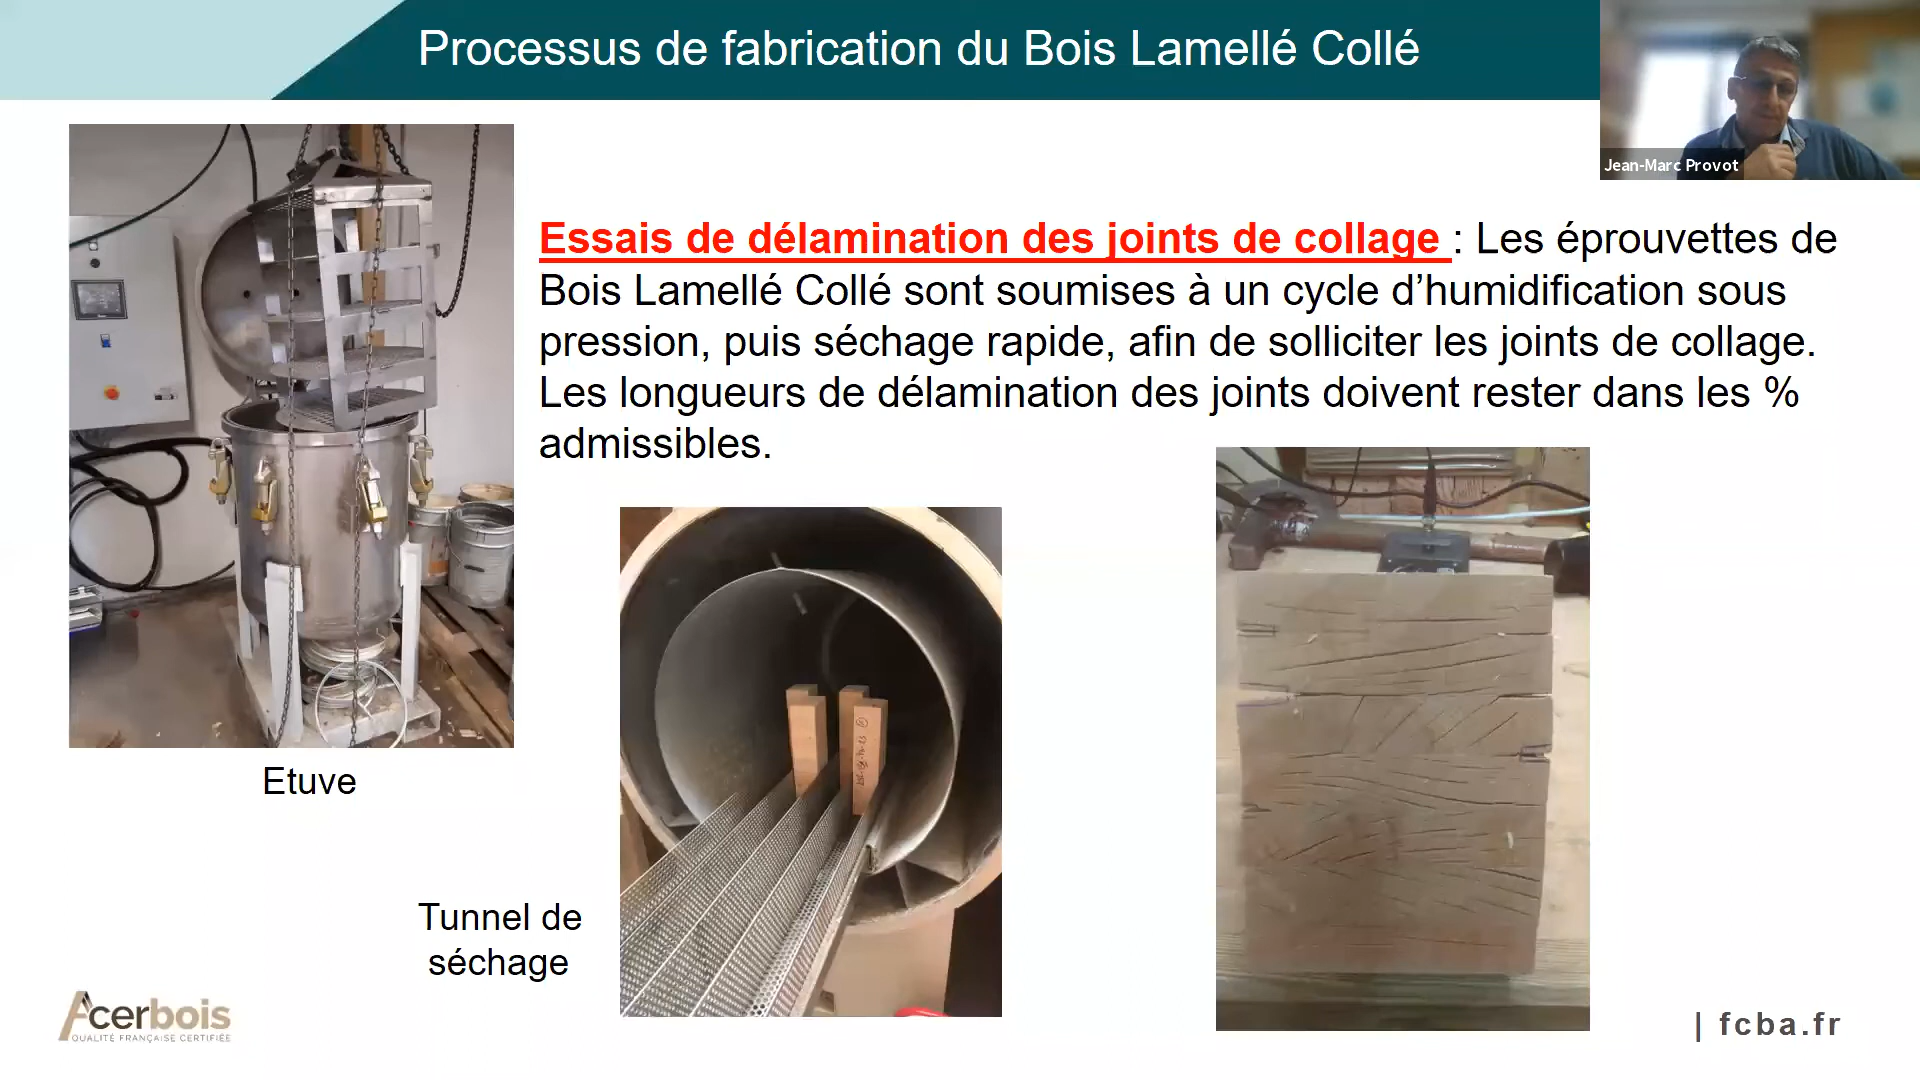 Processus de fabrication du Bois Lamellé Collé
Jean-Marc Provot
Essais de délamination des joints de collage : Les éprouvettes de
Bois Lamellé Collé sont soumises à un cycle d’humidification sous
pression, puis séchage rapide, afin de solliciter les joints de collage.
Les longueurs de délamination des joints doivent rester dans les %
admissibles.
Etuve
Tunnel de
séchage
Acerbois
QUALITÉ FRANÇAISE CERTIFIÉE
| fcba.fr